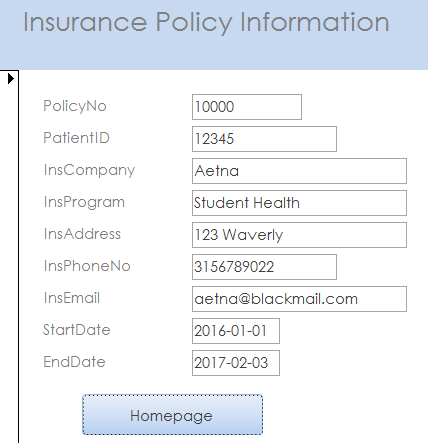 Insurance Policy Information
PolicyNo 10000
PatientID 12345
InsCompany Aetna
InsProgram Student Health
InsAddress 123 Waverly
InsPhoneNo 3156789022
InsEmail aetna@blackmail.com
StartDate 2016-01-01
EndDate 2017-02-03
Homepage